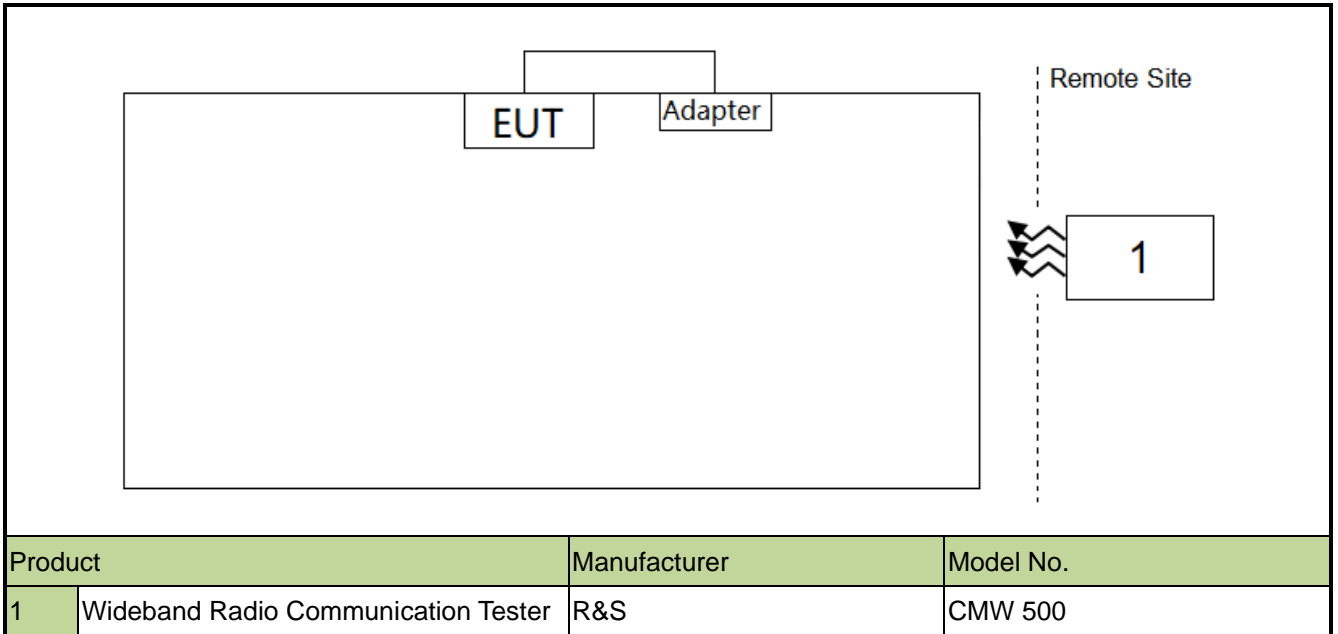 Remote Site
EUT
Adapter
1
Product Manufacturer Model No.
1 Wideband Radio Communication Tester R&S CMW 500